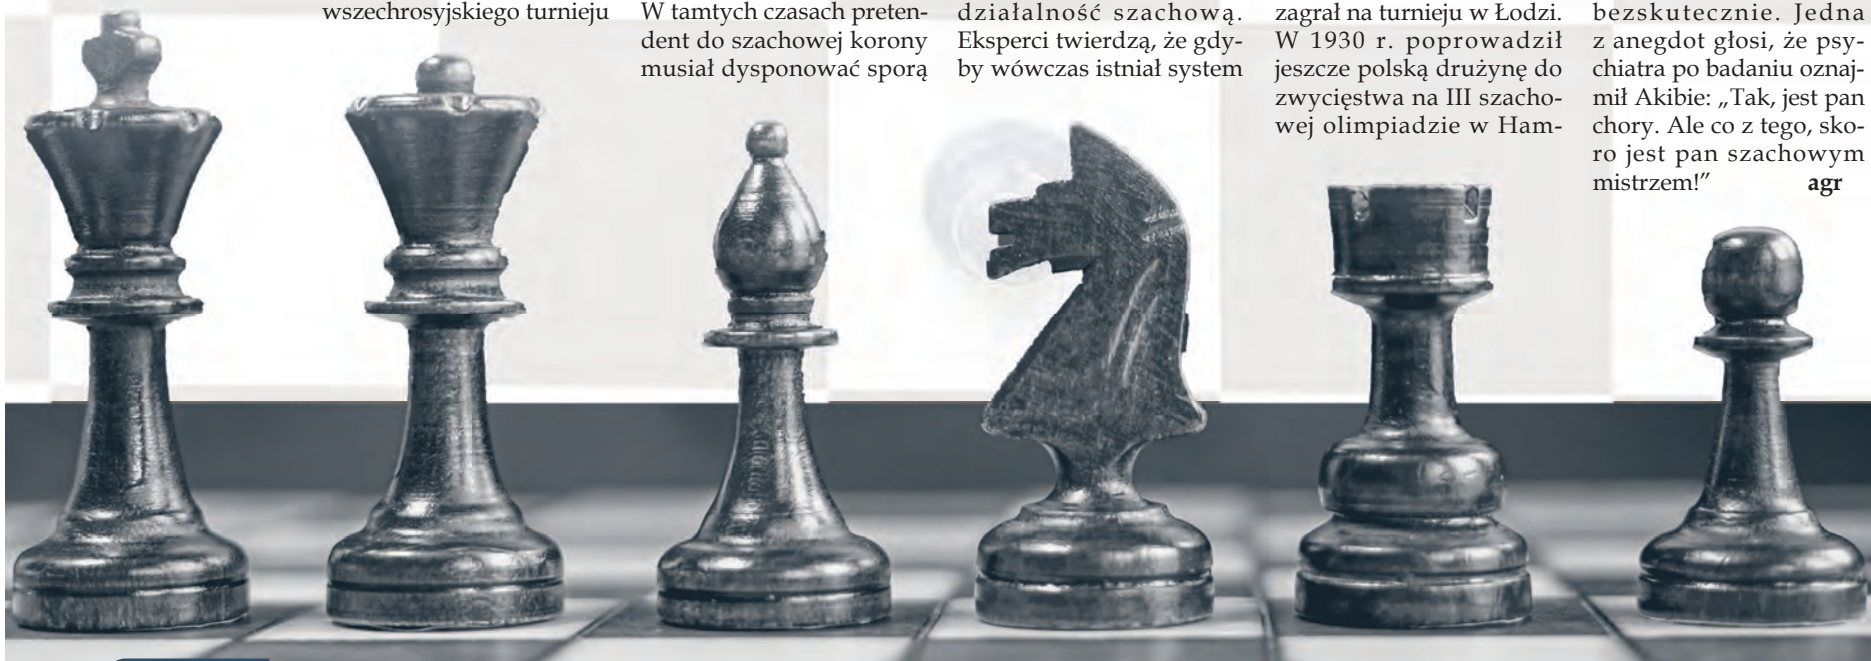 wszechrosyjskiego turnieju
W tamtych czasach preten-
dent do szachowej korony
musiał dysponować sporą
działalność szachową.
Eksperci twierdzą, że gdy-
by wówczas istniał system
zagrał na turnieju w Łodzi.
W 1930 r. poprowadził
jeszcze polską drużynę do
zwycięstwa na III szacho-
wej olimpiadzie w Ham-
bezskutecznie. Jedna
z anegdot głosi, że psy-
chiatra po badaniu oznaj-
mił Akibie: „Tak, jest pan
chory. Ale co z tego, sko-
ro jest pan szachowym
mistrzem!” agr